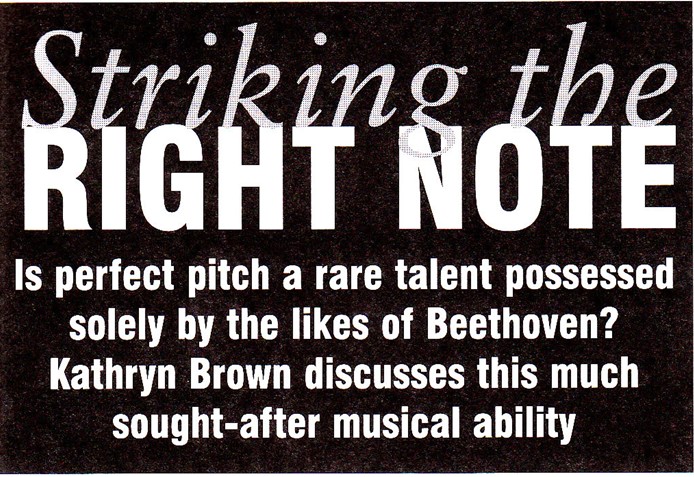 Striking the
RIGHT NOTE
Is perfect pitch a rare talent possessed
solely by the likes of Beethoven?
Kathryn Brown discusses this much
sought-after musical ability